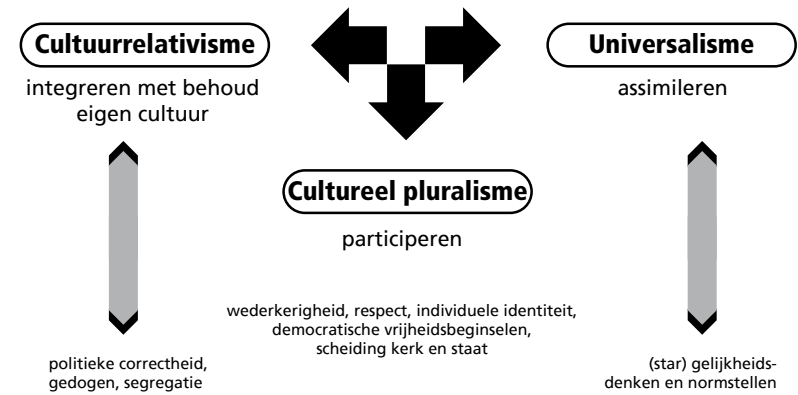 Cultuurrelativisme
integreren met behoud
eigen cultuur
Universalisme
assimileren
Cultureel pluralisme
participeren
wederkerigheid, respect, individuele identiteit,
democratische vrijheidsbeginselen,
scheiding kerk en staat
politieke correctheid,
gedogen, segregatie
(star) gelijkheids-
denken en normstellen